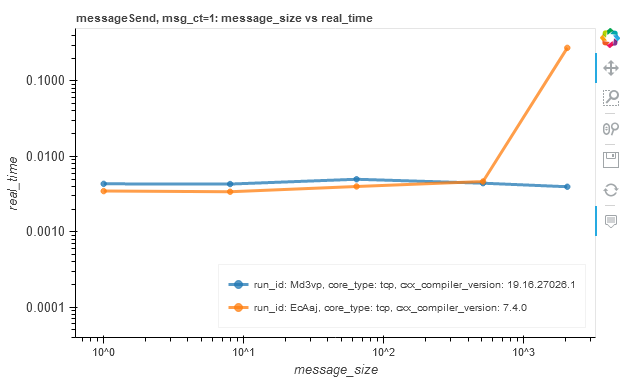 messageSend, msg_ct=1: message_size vs real_time
0.1000
0.0100
0.0010
0.0001
real_time
run_id: Md3vp, core_type: tcp, cxx_compiler_version: 19.16.27026.1
run_id: EcAaj, core_type: tcp, cxx_compiler_version: 7.4.0
10^0
10^1
10^2
10^3
message_size